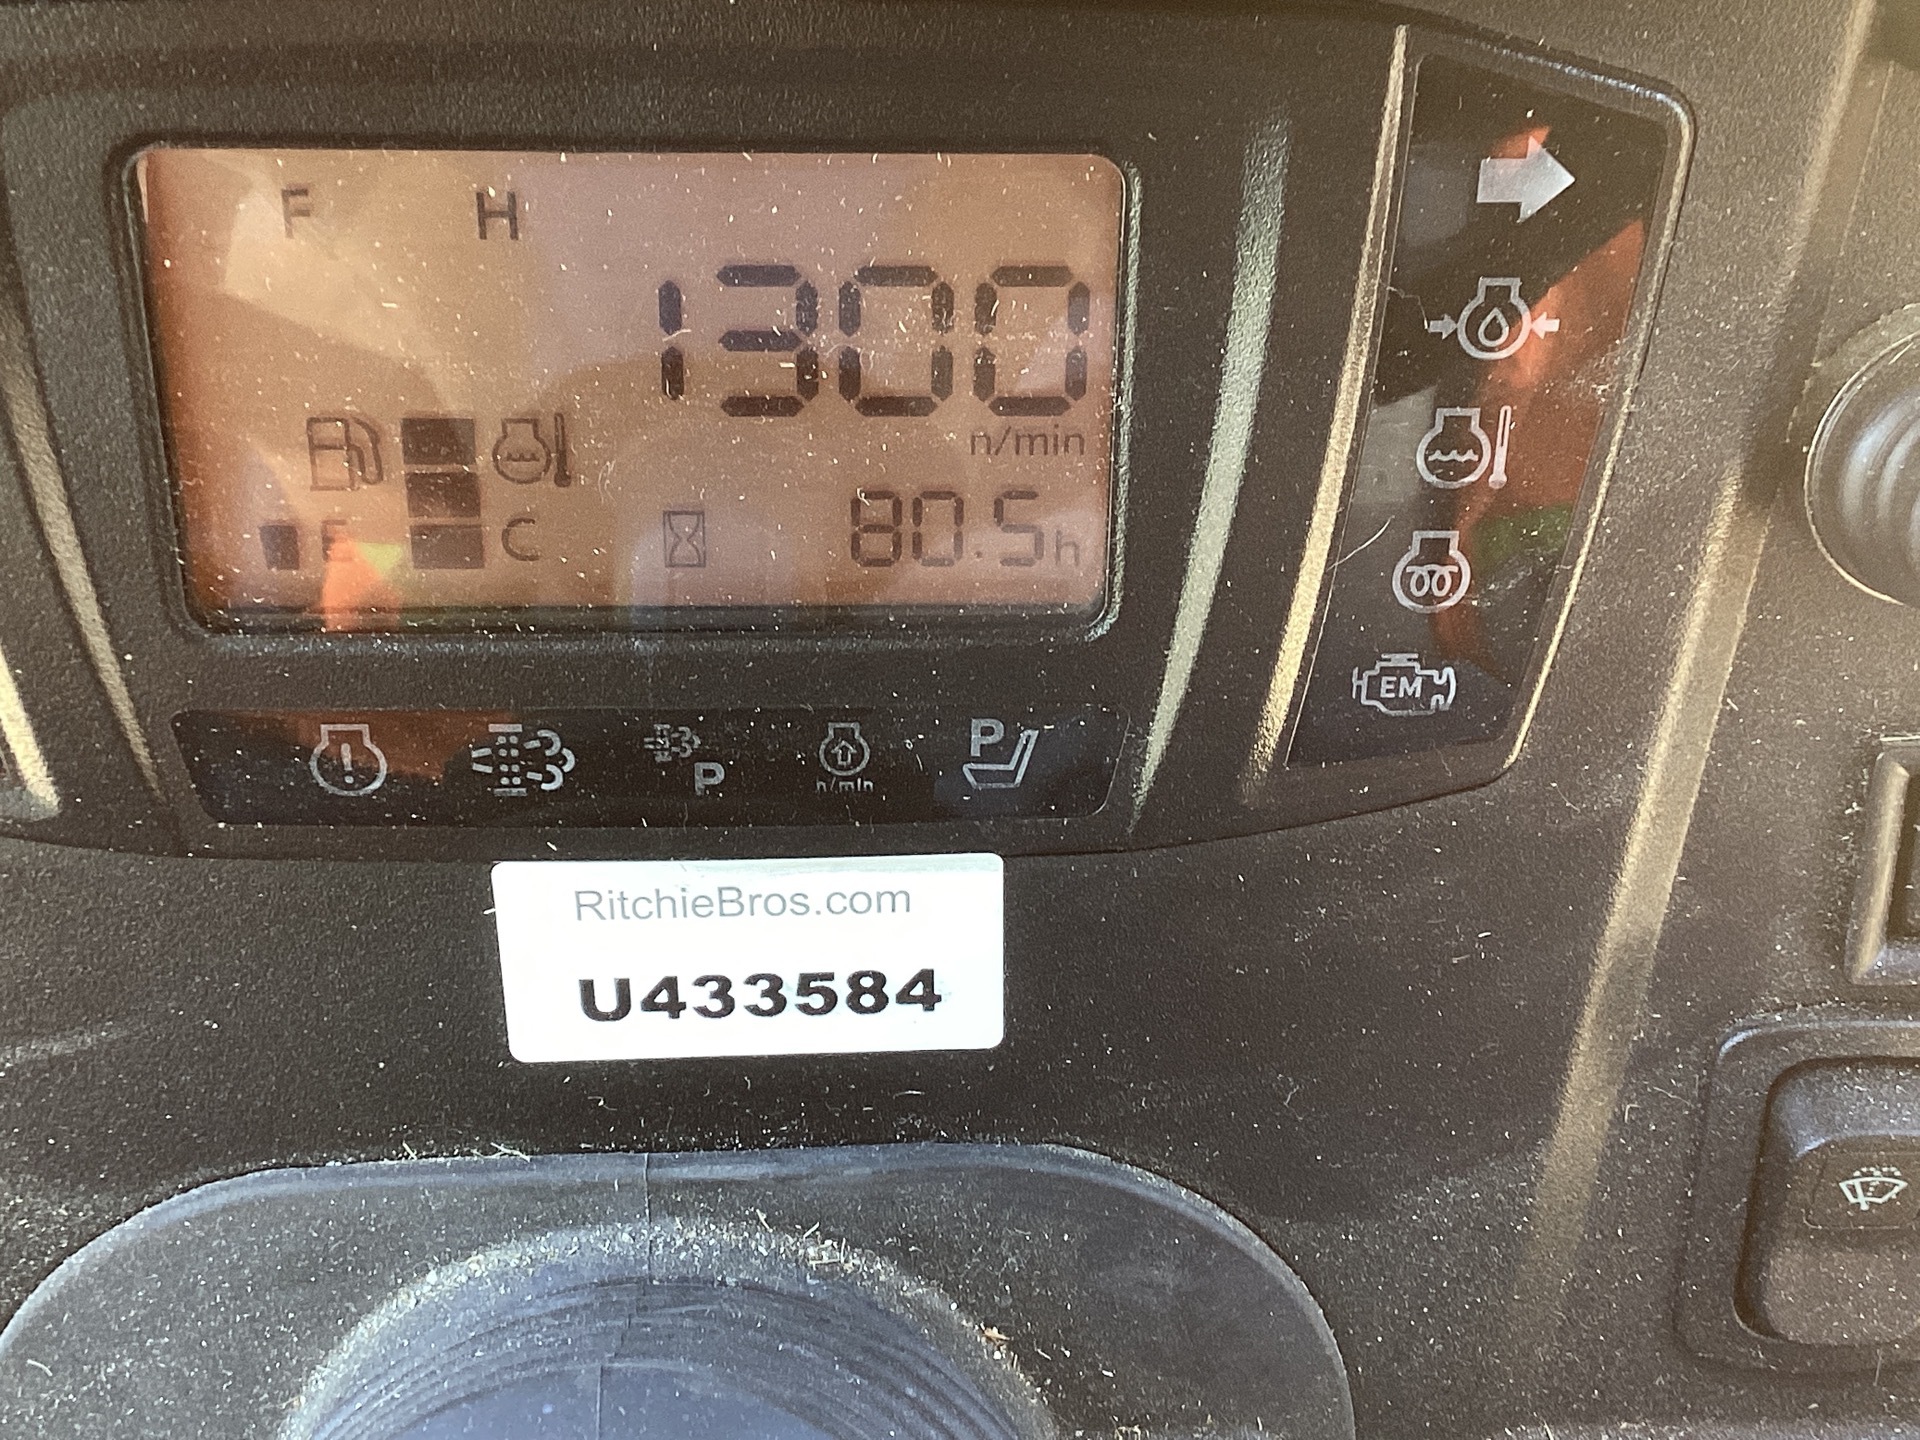 F H
1300
n/min
E C 80.5h
EM
P n/min P
RitchieBros.com
U433584